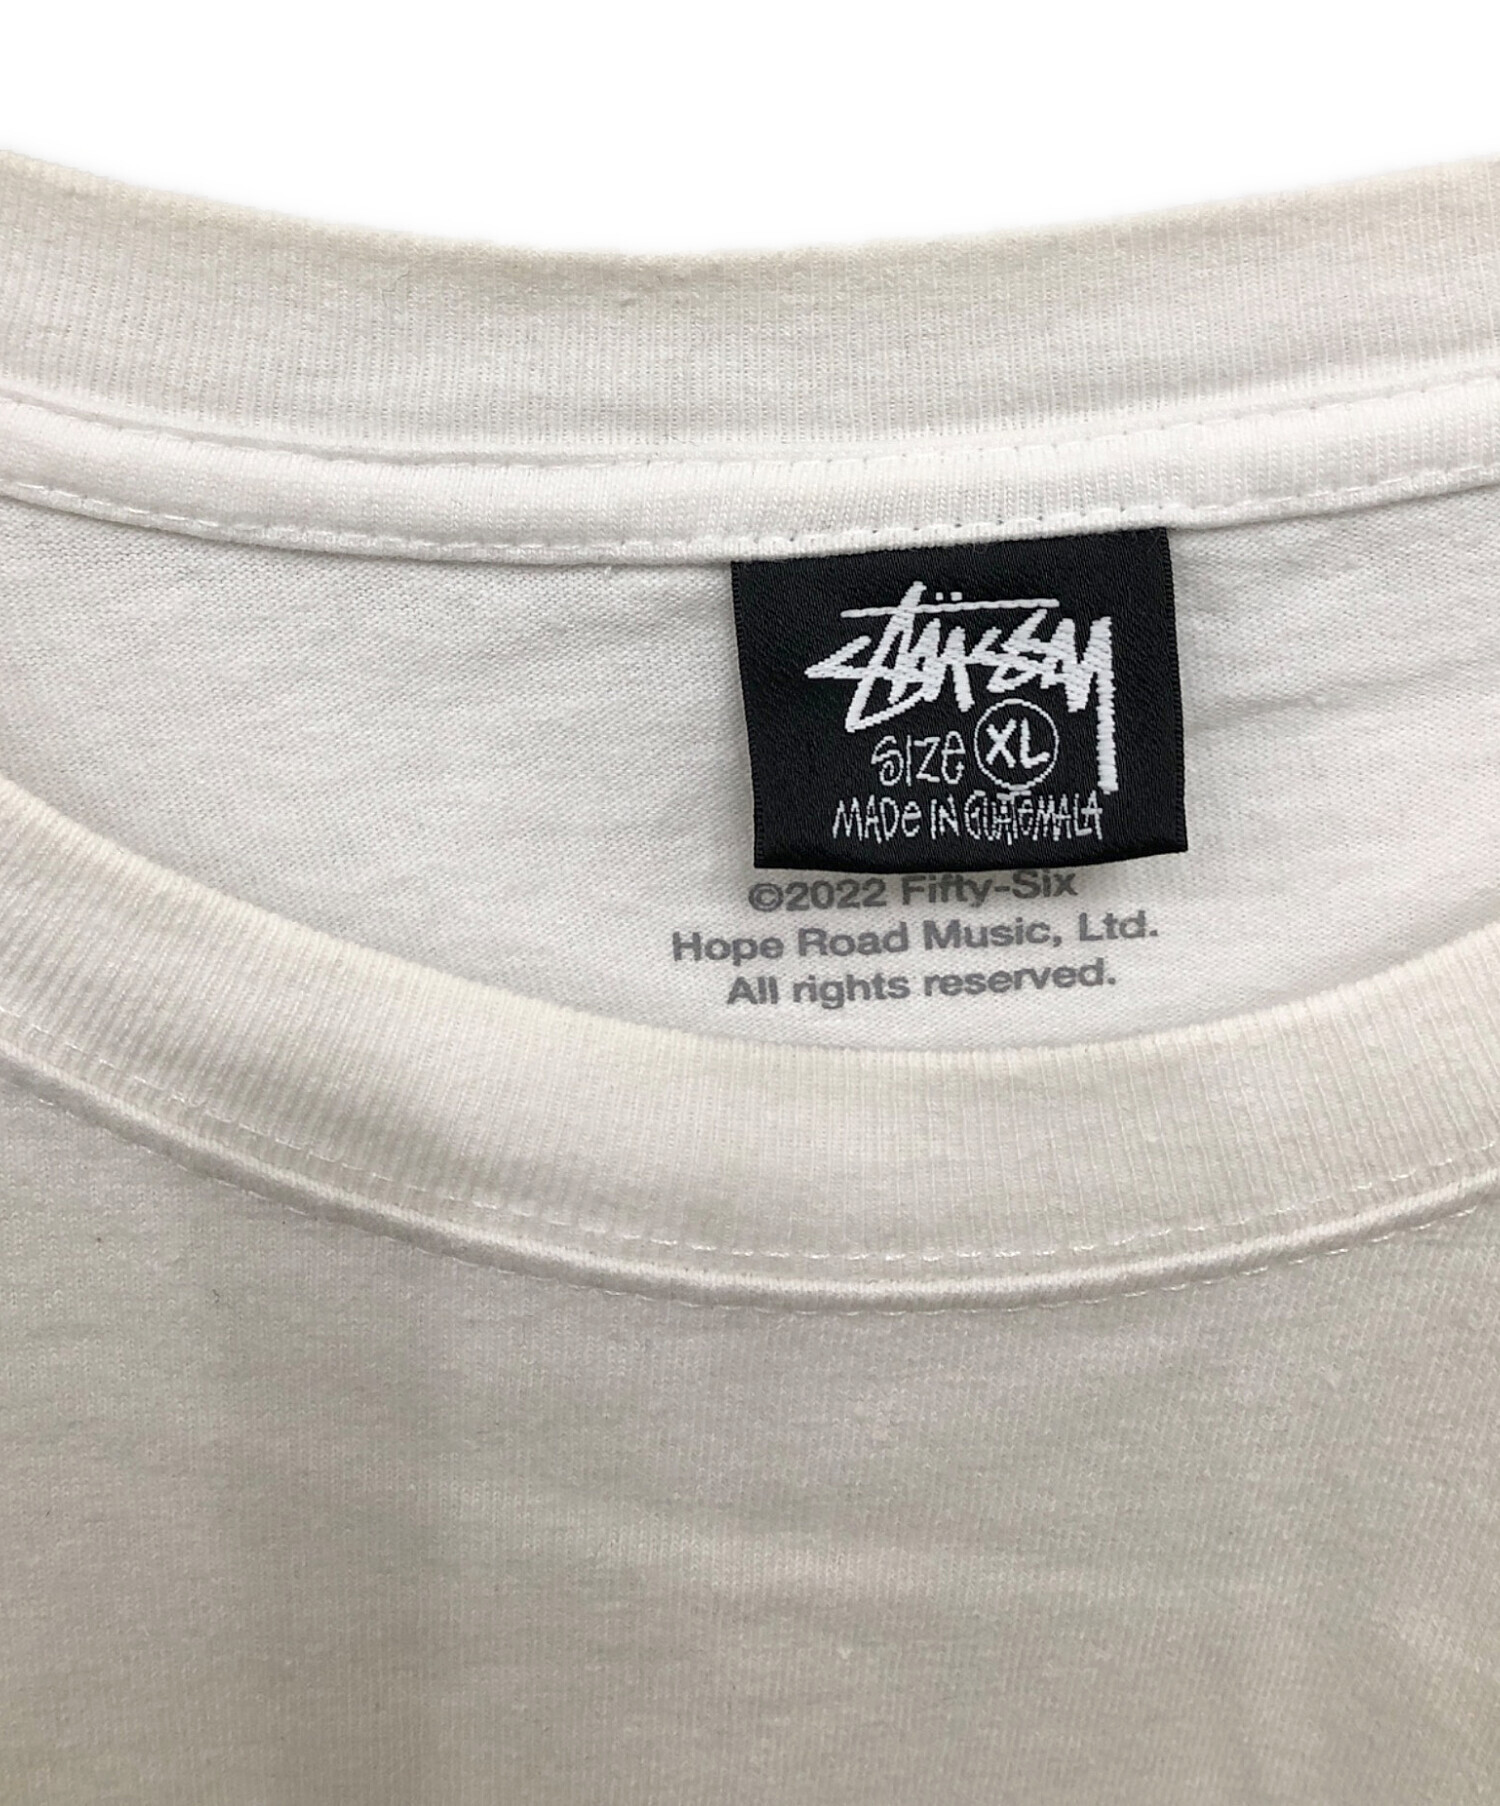 STÜSSY
SIZE XL
MADE IN GUATEMALA
©2022 Fifty-Six
Hope Road Music, Ltd.
All rights reserved.